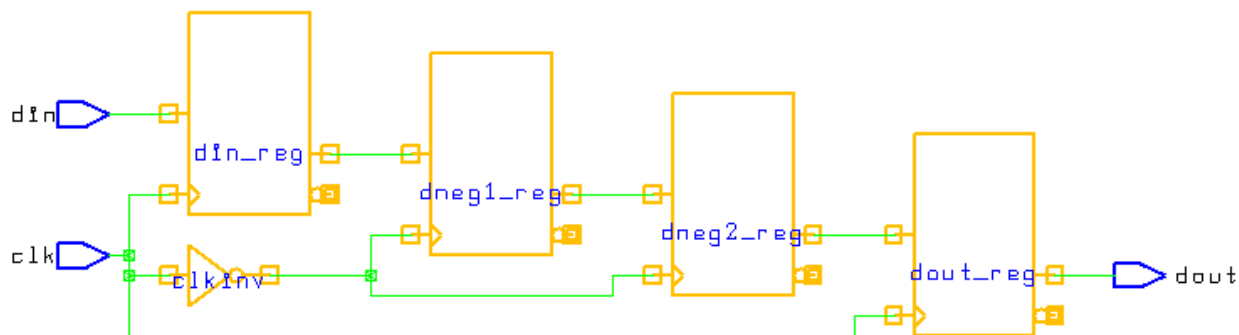 din
din_reg
dneg1_reg
dneg2_reg
clk
clkinv
dout_reg
dout